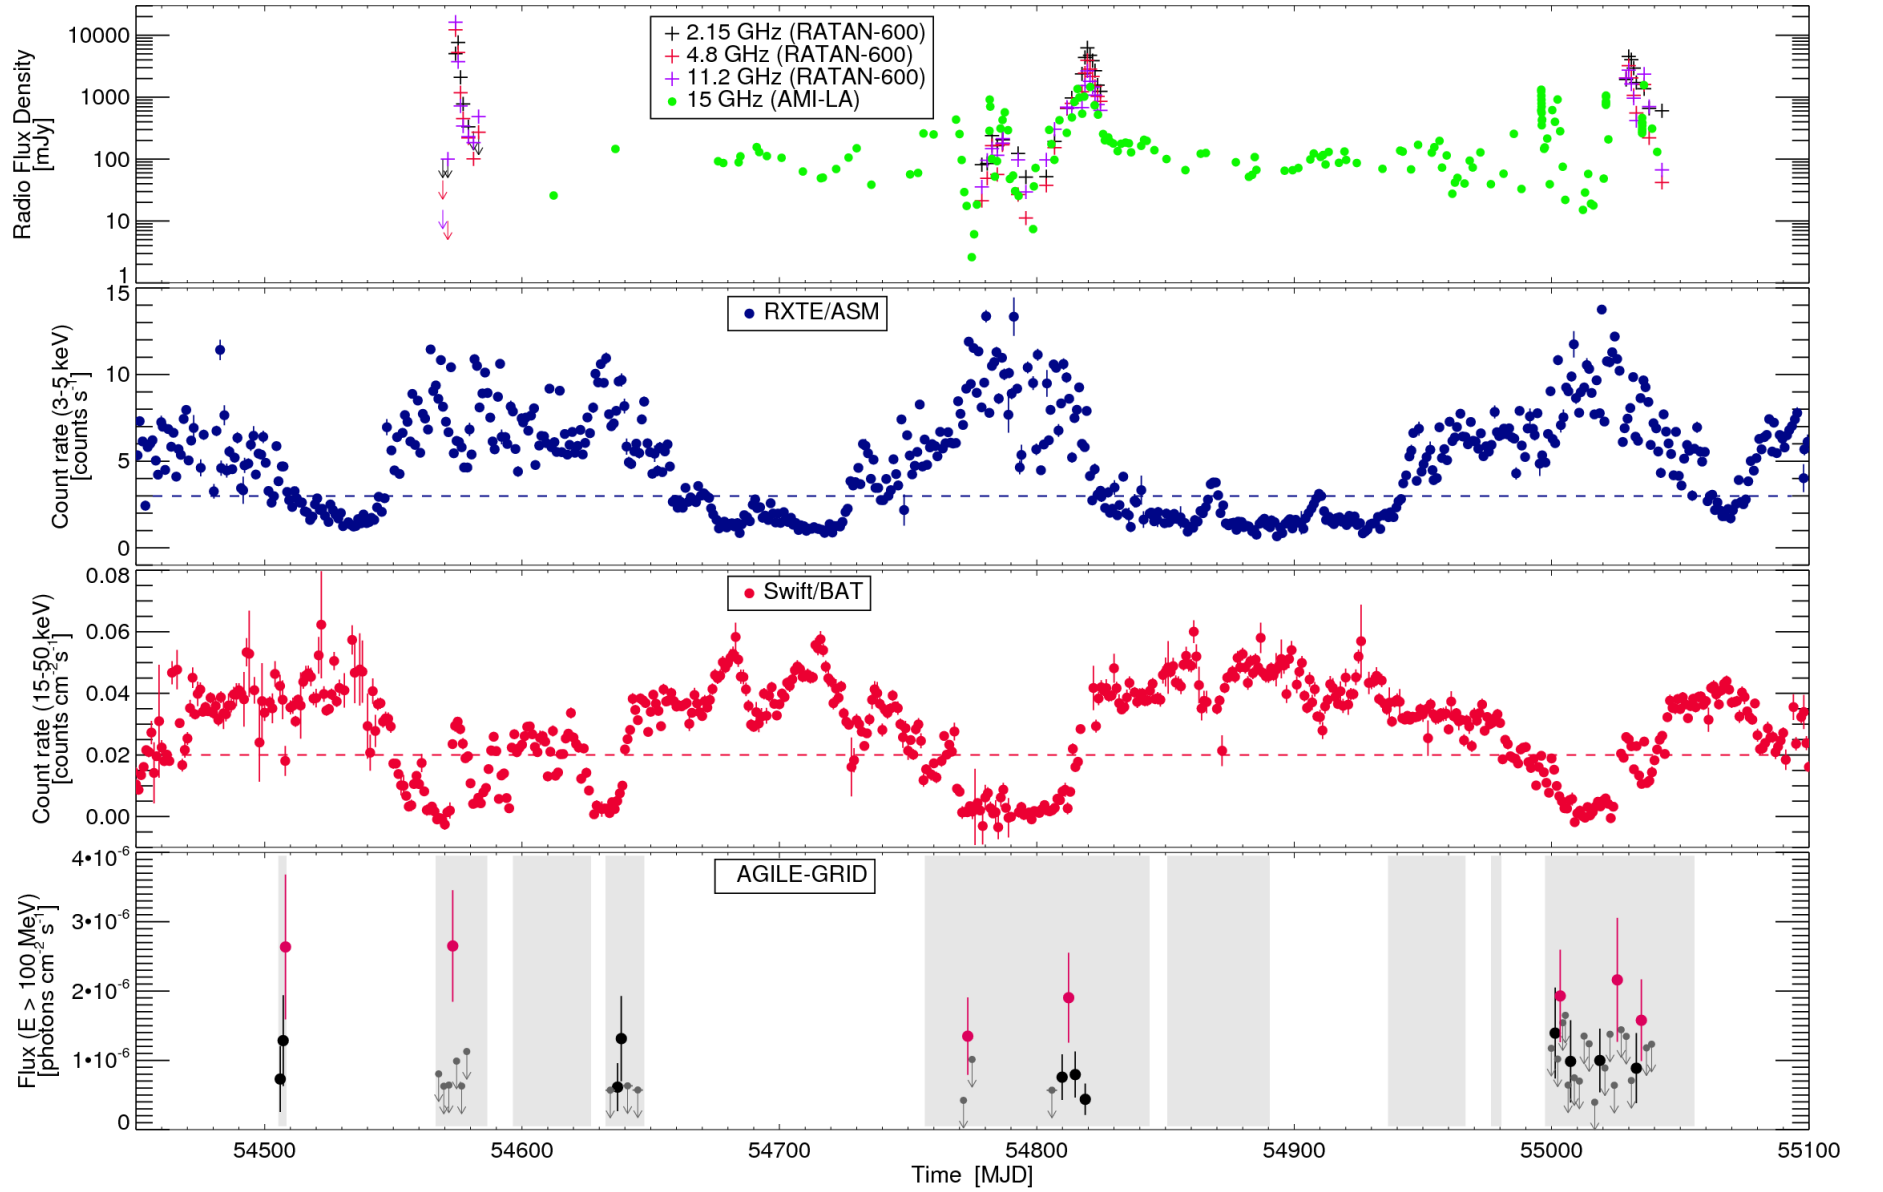 Radio Flux Density
[mJy]
10000
1000
100
10
1
2.15 GHz (RATAN-600)
4.8 GHz (RATAN-600)
11.2 GHz (RATAN-600)
15 GHz (AMI-LA)
Count rate (3-5 keV)
[counts s⁻¹]
15
10
5
0
RXTE/ASM
Count rate (15-50 keV)
[counts cm⁻² s⁻¹]
0.08
0.06
0.04
0.02
0.00
Swift/BAT
Flux (E > 100 MeV)
[photons cm⁻² s⁻¹]
4•10⁻⁶
3•10⁻⁶
2•10⁻⁶
1•10⁻⁶
0
AGILE-GRID
54500 54600 54700 54800 54900 55000 55100
Time [MJD]